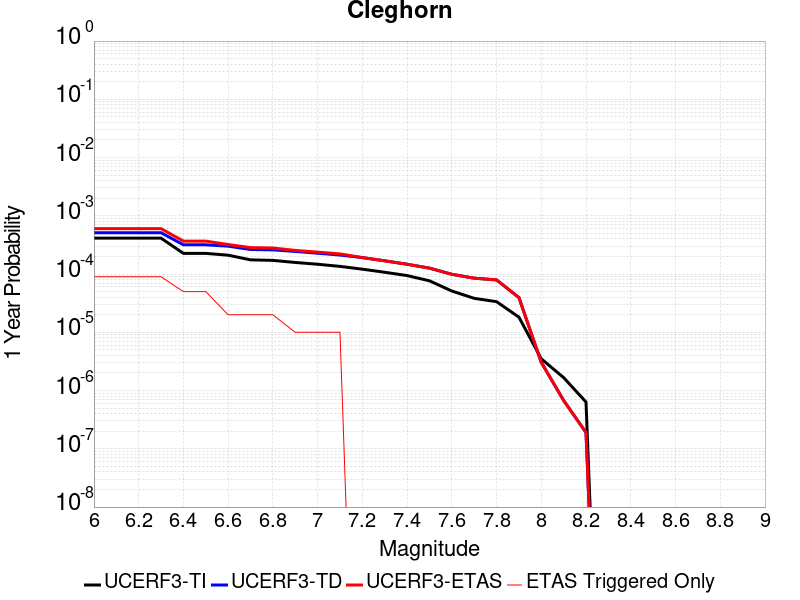 Cleghorn
10^0
10^-1
10^-2
10^-3
10^-4
10^-5
10^-6
10^-7
10^-8
1 Year Probability
6 6.2 6.4 6.6 6.8 7 7.2 7.4 7.6 7.8 8 8.2 8.4 8.6 8.8 9
Magnitude
UCERF3-TI UCERF3-TD UCERF3-ETAS ETAS Triggered Only